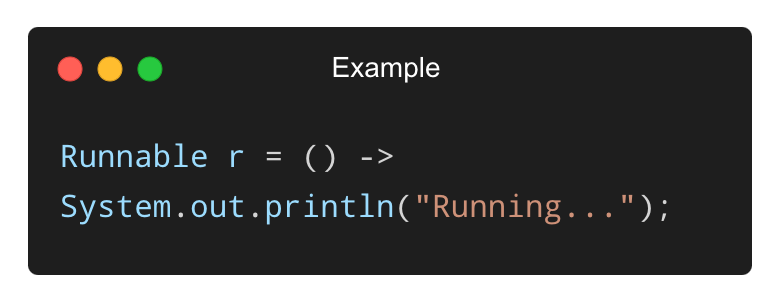 Example
Runnable r = () ->
System.out.println("Running...");